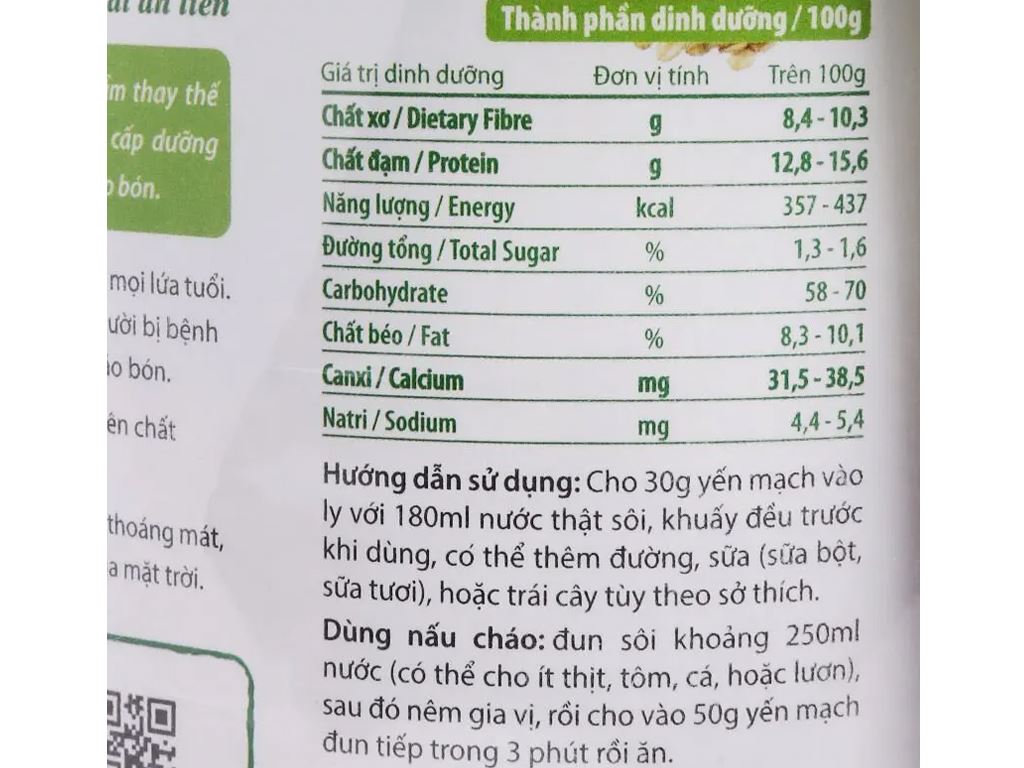 ăn liền
thay thế
cấp dưỡng
bón.
mọi lứa tuổi.
bị bệnh
bón.
chất
thoáng mát,
mặt trời.
Thành phần dinh dưỡng / 100g
Giá trị dinh dưỡng Đơn vị tính Trên 100g
Chất xơ / Dietary Fibre g 8,4 - 10,3
Chất đạm / Protein g 12,8 - 15,6
Năng lượng / Energy kcal 357 - 437
Đường tổng / Total Sugar % 1,3 - 1,6
Carbohydrate % 58 - 70
Chất béo / Fat % 8,3 - 10,1
Canxi / Calcium mg 31,5 - 38,5
Natri / Sodium mg 4,4 - 5,4
Hướng dẫn sử dụng: Cho 30g yến mạch vào
ly với 180ml nước thật sôi, khuấy đều trước
khi dùng, có thể thêm đường, sữa (sữa bột,
sữa tươi), hoặc trái cây tùy theo sở thích.
Dùng nấu cháo: đun sôi khoảng 250ml
nước (có thể cho ít thịt, tôm, cá, hoặc lươn),
sau đó nêm gia vị, rồi cho vào 50g yến mạch
đun tiếp trong 3 phút rồi ăn.